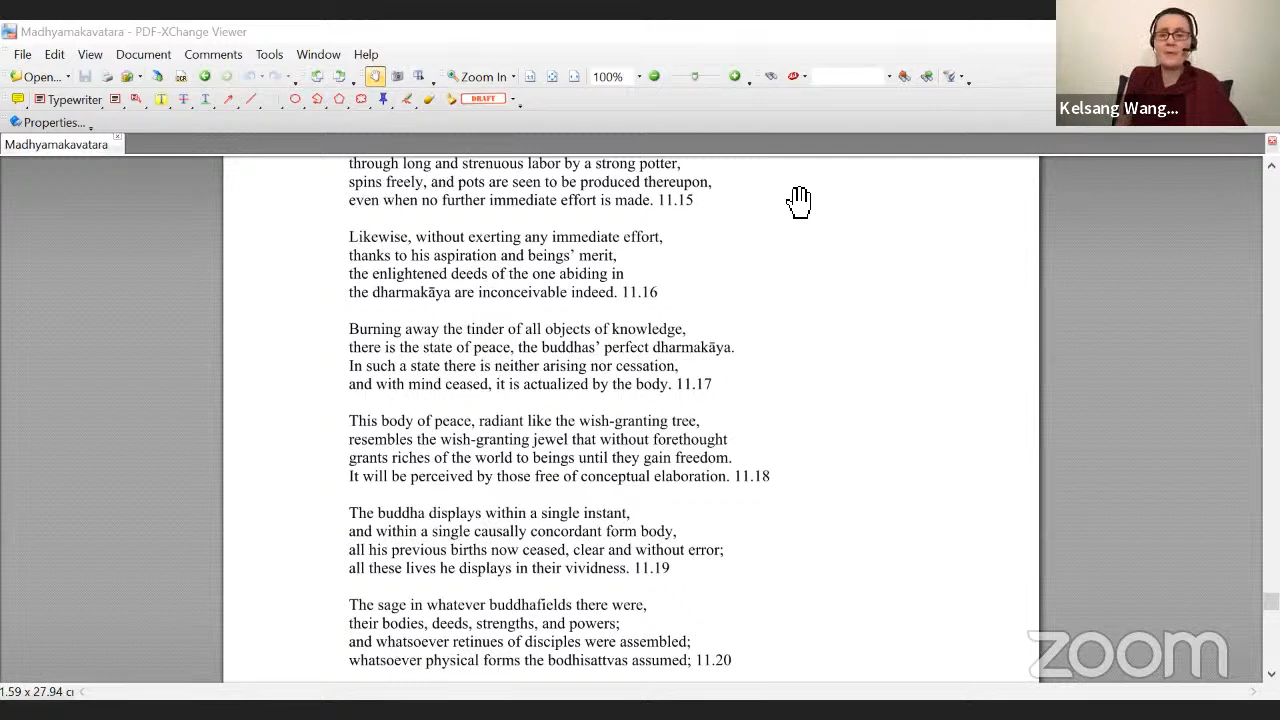 Madhyamakavatara - PDF-XChange Viewer
File Edit View Document Comments Tools Window Help
Open... Zoom In 100%
Typewriter DRAFT
Properties...
Madhyamakavatara
Kelsang Wang...
through long and strenuous labor by a strong potter,
spins freely, and pots are seen to be produced thereupon,
even when no further immediate effort is made. 11.15
Likewise, without exerting any immediate effort,
thanks to his aspiration and beings’ merit,
the enlightened deeds of the one abiding in
the dharmakāya are inconceivable indeed. 11.16
Burning away the tinder of all objects of knowledge,
there is the state of peace, the buddhas’ perfect dharmakāya.
In such a state there is neither arising nor cessation,
and with mind ceased, it is actualized by the body. 11.17
This body of peace, radiant like the wish-granting tree,
resembles the wish-granting jewel that without forethought
grants riches of the world to beings until they gain freedom.
It will be perceived by those free of conceptual elaboration. 11.18
The buddha displays within a single instant,
and within a single causally concordant form body,
all his previous births now ceased, clear and without error;
all these lives he displays in their vividness. 11.19
The sage in whatever buddhafields there were,
their bodies, deeds, strengths, and powers;
and whatsoever retinues of disciples were assembled;
whatsoever physical forms the bodhisattvas assumed; 11.20
zoom
1.59 x 27.94 c